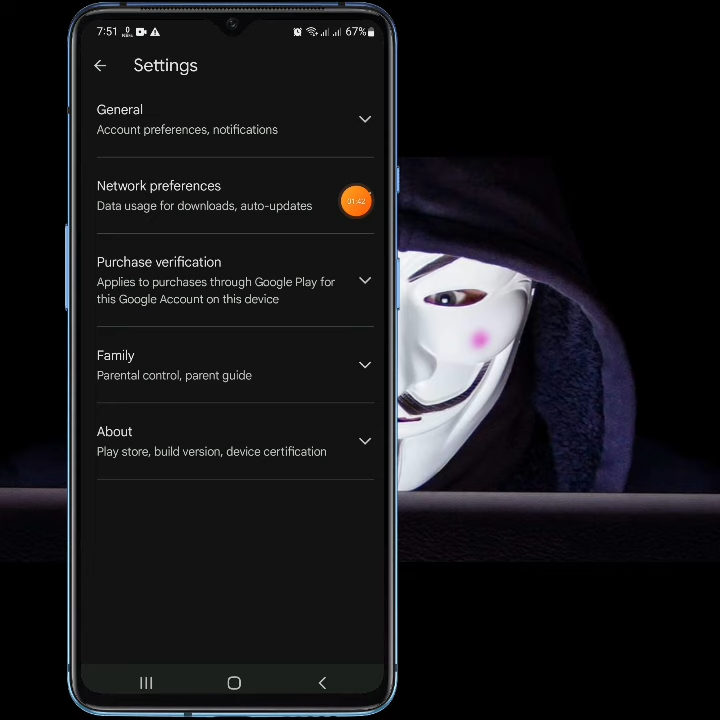 7:51 67%
Settings
General
Account preferences, notifications
Network preferences
Data usage for downloads, auto-updates
01:42
Purchase verification
Applies to purchases through Google Play for
this Google Account on this device
Family
Parental control, parent guide
About
Play store, build version, device certification